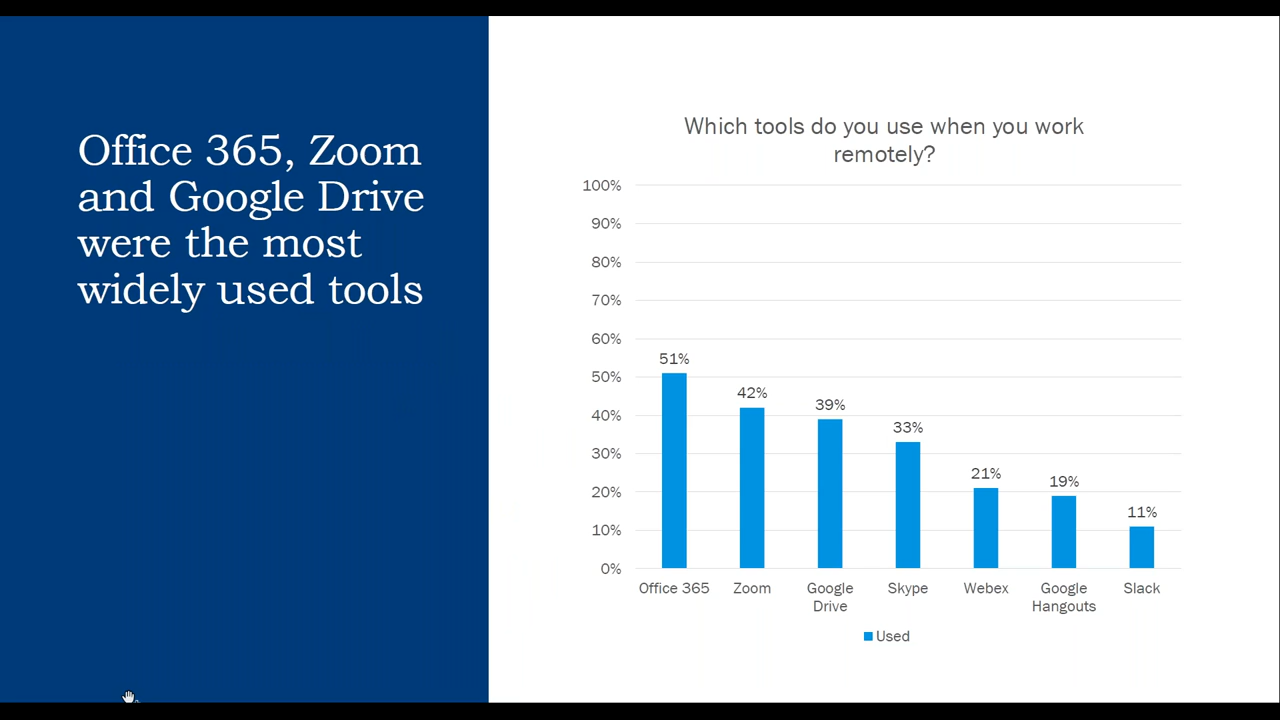 Office 365, Zoom
and Google Drive
were the most
widely used tools
Which tools do you use when you work
remotely?
100%
90%
80%
70%
60%
50%
40%
30%
20%
10%
0%
51%
42%
39%
33%
21%
19%
11%
Office 365
Zoom
Google
Drive
Skype
Webex
Google
Hangouts
Slack
Used